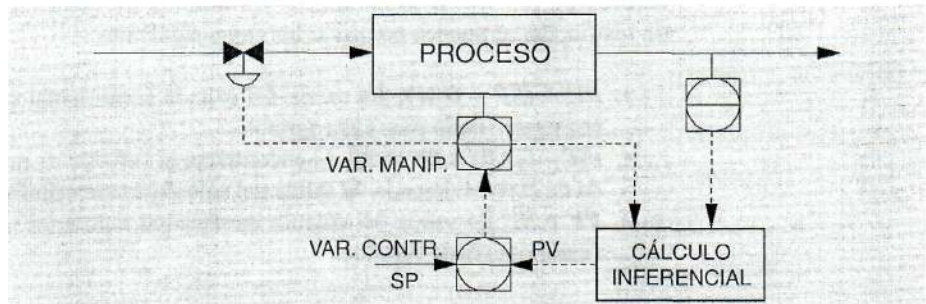 PROCESO
VAR. MANIP.
VAR. CONTR.
PV
SP
CÁLCULO
INFERENCIAL